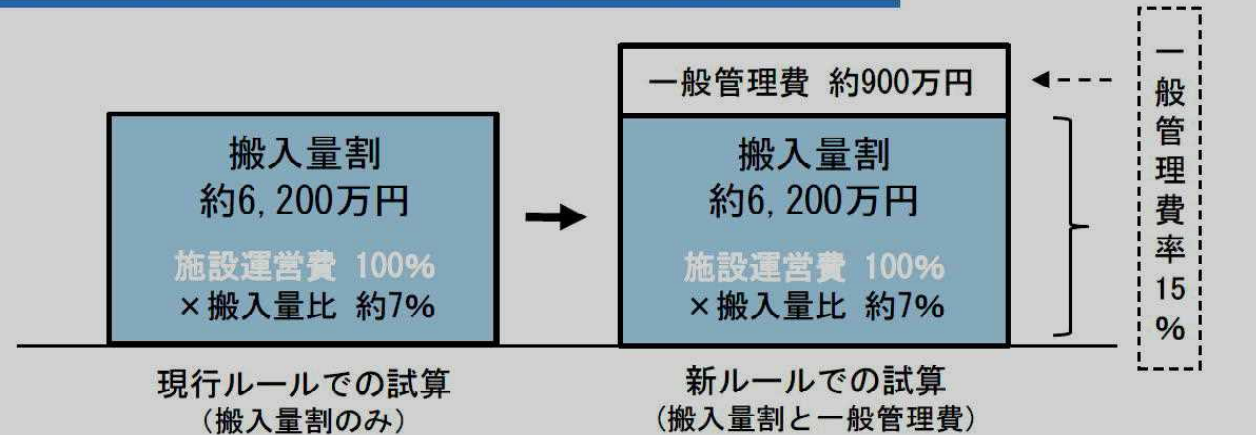 搬入量割
約6,200万円
施設運営費 100%
×搬入量比 約7%
現行ルールでの試算
(搬入量割のみ)
一般管理費 約900万円
搬入量割
約6,200万円
施設運営費 100%
×搬入量比 約7%
新ルールでの試算
(搬入量割と一般管理費)
一般管理費率15%